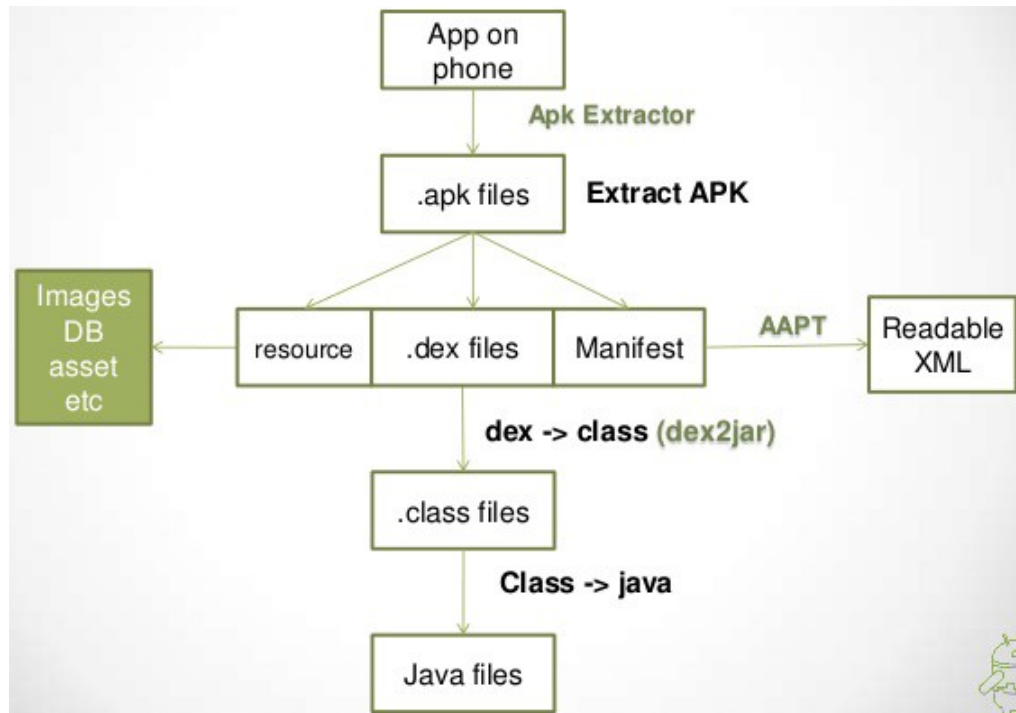 App on
phone
Apk Extractor
.apk files
Extract APK
Images
DB
asset
etc
resource
.dex files
Manifest
AAPT
Readable
XML
dex -> class (dex2jar)
.class files
Class -> java
Java files